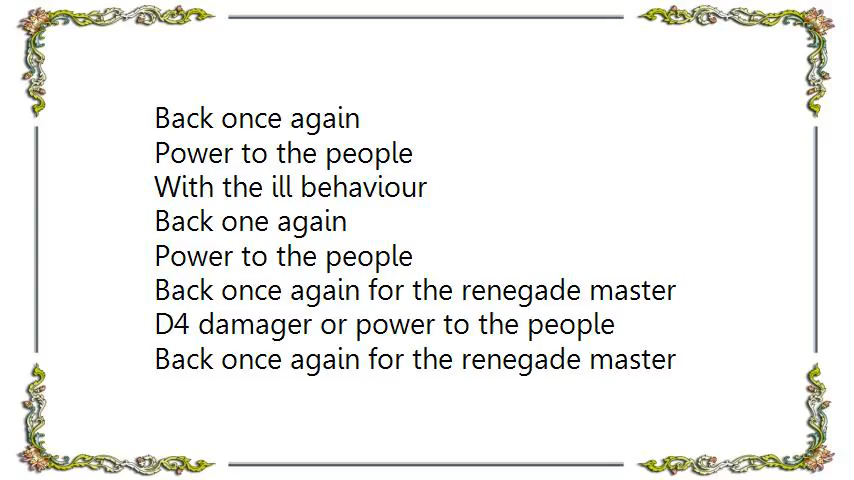 Back once again
Power to the people
With the ill behaviour
Back one again
Power to the people
Back once again for the renegade master
D4 damager or power to the people
Back once again for the renegade master